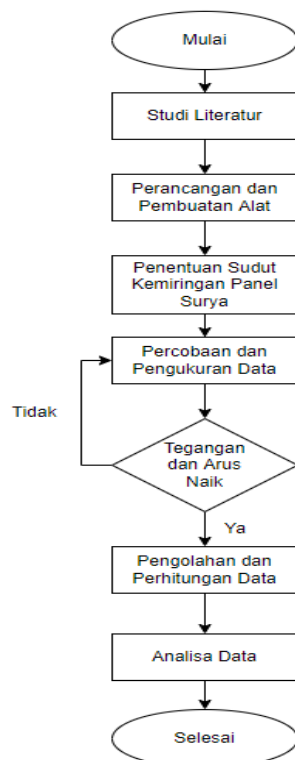 Mulai
Studi Literatur
Perancangan dan
Pembuatan Alat
Penentuan Sudut
Kemiringan Panel
Surya
Percobaan dan
Pengukuran Data
Tidak
Tegangan
dan Arus
Naik
Ya
Pengolahan dan
Perhitungan Data
Analisa Data
Selesai